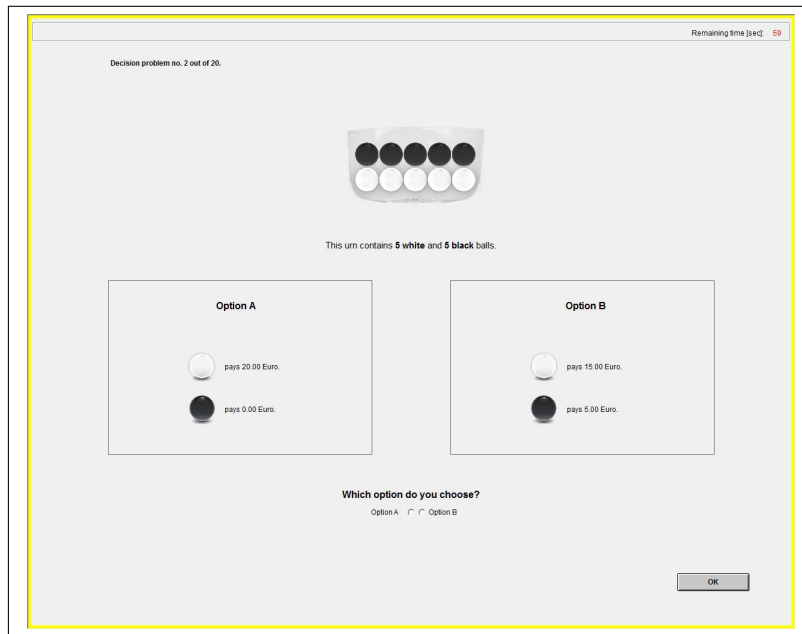 Remaining time [sec]: 59
Decision problem no. 2 out of 20.
This urn contains 5 white and 5 black balls.
Option A
pays 20.00 Euro.
pays 0.00 Euro.
Option B
pays 15.00 Euro.
pays 5.00 Euro.
Which option do you choose?
Option A Option B
OK